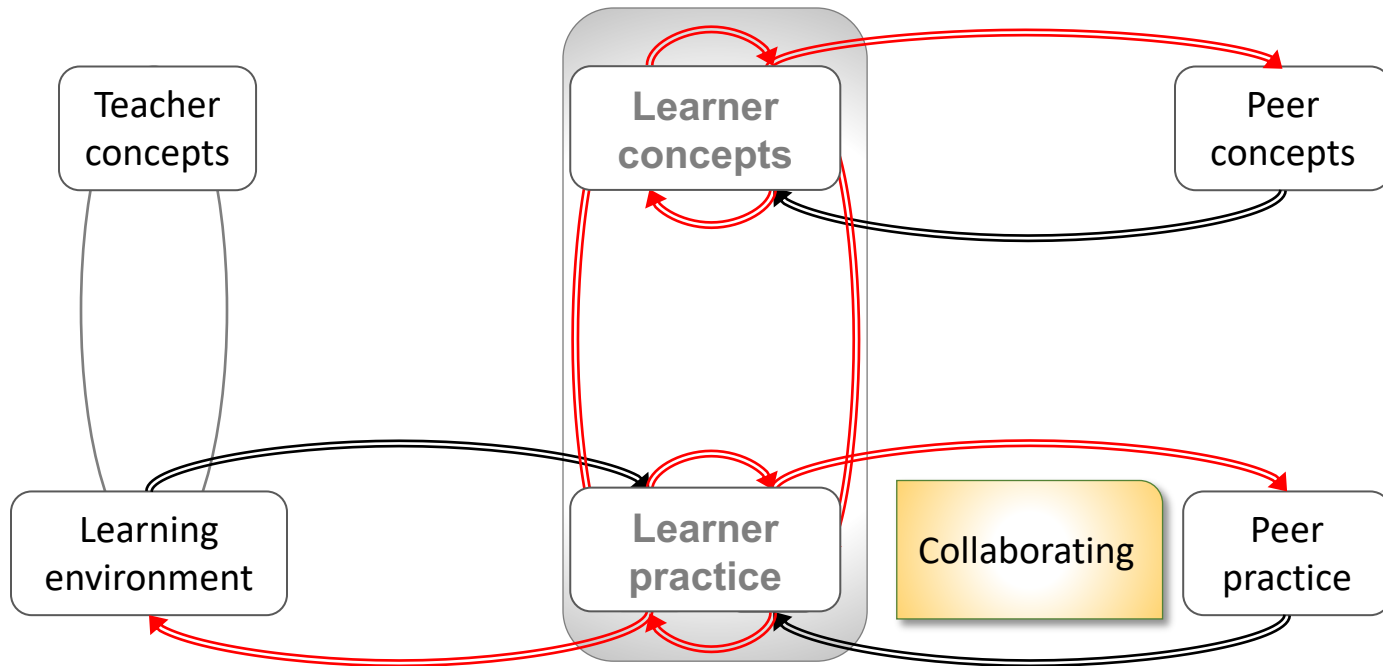 Teacher
concepts
Learner
concepts
Peer
concepts
Learning
environment
Learner
practice
Collaborating
Peer
practice